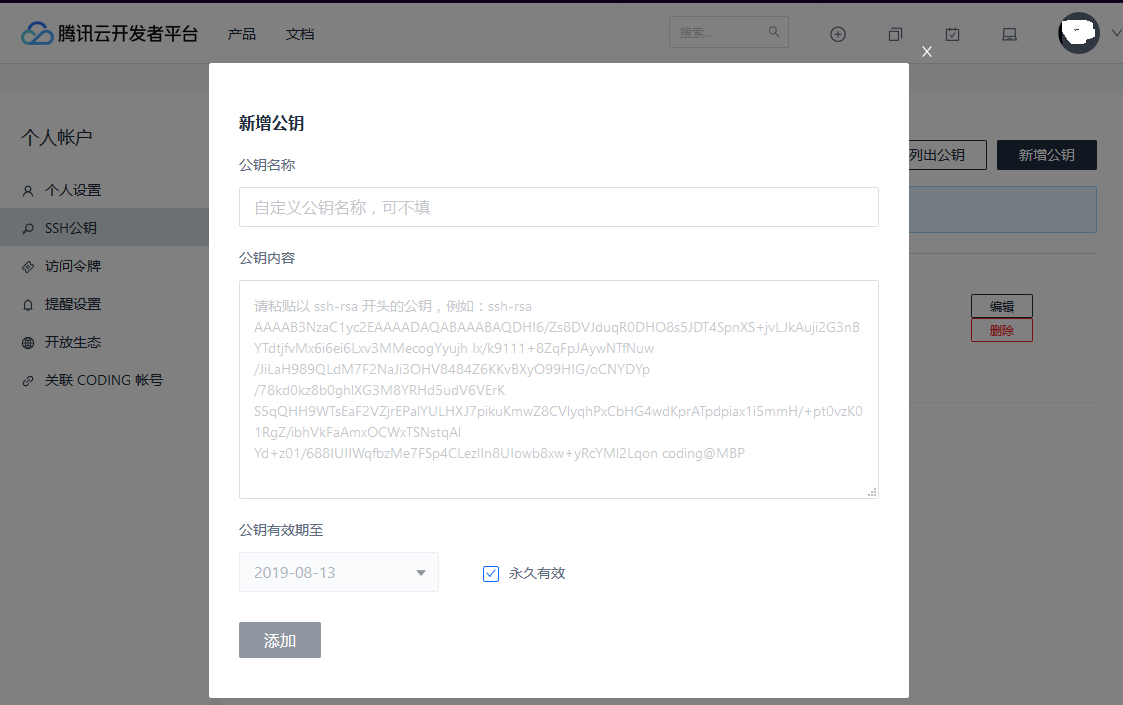 腾讯云开发者平台 产品 文档 搜索...
个人帐户
个人设置
SSH公钥
访问令牌
提醒设置
开放生态
关联 CODING 帐号
列出公钥 新增公钥
编辑
删除
新增公钥
公钥名称
自定义公钥名称，可不填
公钥内容
请粘贴以 ssh-rsa 开头的公钥，例如：ssh-rsa
AAAAB3NzaC1yc2EAAAADAQABAAABAQDHI6/Zs8DVJduqR0DHO8s5JDT4SpnXS+jvLJkAuji2G3nB
YTdtjfvMx6i6ei6Lxv3MMecogYyujh lx/k9111+8ZqFpJAywNTfNuw
/JiLaH989QLdM7F2NaJi3OHV8484Z6KKvBXyO99HIG/oCNYDYp
/78kd0kz8b0ghlXG3M8YRHd5udV6VErK
S5qQHH9WTsEaF2VZjrEPalYULHXJ7pikuKmwZ8CVlyqhPxCbHG4wdKprATpdpiax1i5mmH/+pt0vzK0
1RgZ/ibhVkFaAmxOCWxTSNstqAl
Yd+z01/688IUIIWqfbzMe7FSp4CLezlIn8UIowb8xw+yRcYMl2Lqon coding@MBP
公钥有效期至
2019-08-13 永久有效
添加